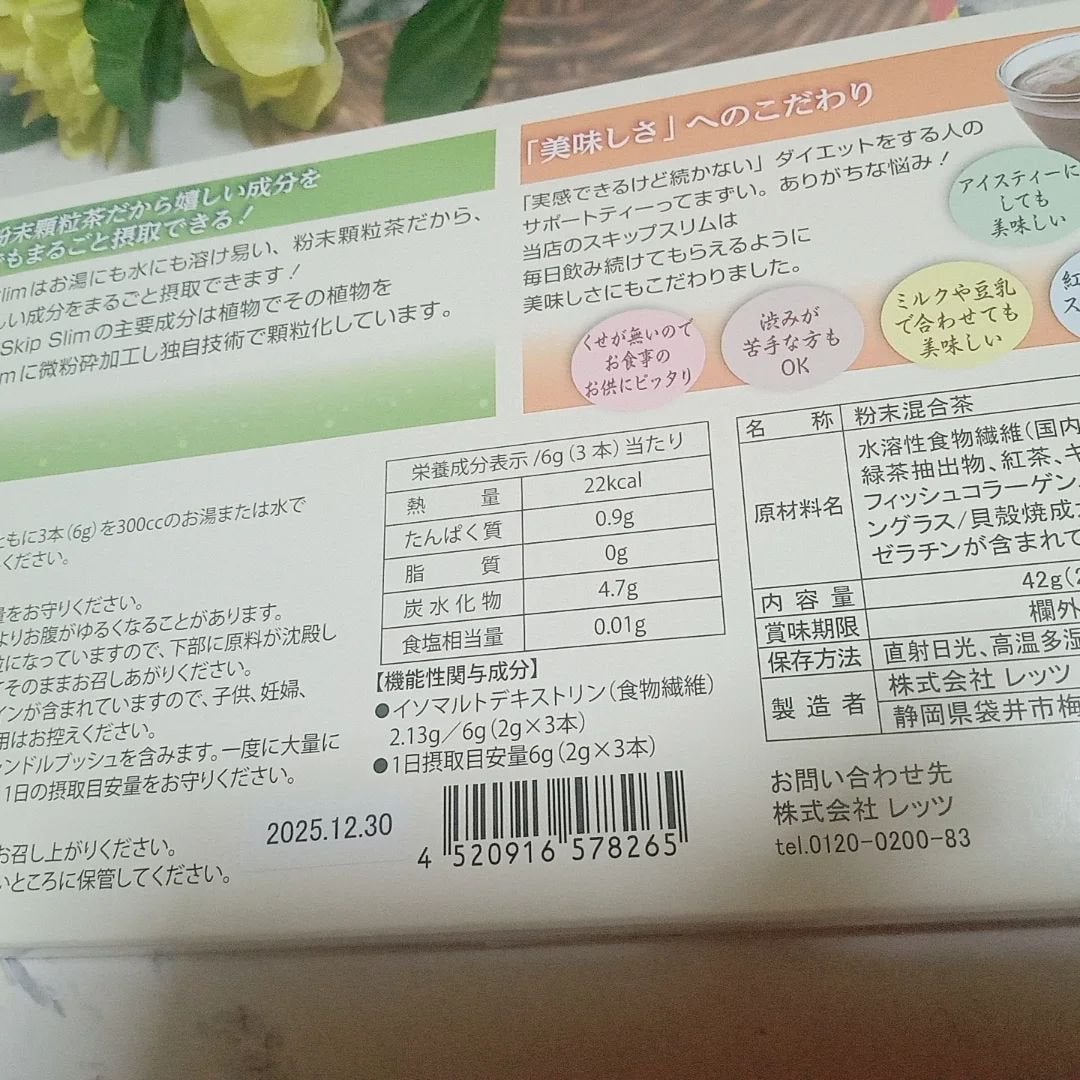 粉末顆粒茶だから嬉しい成分を
でもまるごと摂取できる!
Slimはお湯にも水にも溶け易い、粉末顆粒茶だから、
しい成分をまるごと摂取できます!
Skip Slimの主要成分は植物でその植物を
mに微粉砕加工し独自技術で顆粒化しています。
「美味しさ」へのこだわり
「実感できるけど続かない」ダイエットをする人の
サポートティーってまずい。ありがちな悩み!
当店のスキップスリムは
毎日飲み続けてもらえるように
美味しさにもこだわりました。
アイスティーに
しても
美味しい
くせが無いので
お食事の
お供にピッタリ
渋みが
苦手な方も
OK
ミルクや豆乳
で合わせても
美味しい
紅
ス
ともに3本(6g)を300ccのお湯または水で
ください。
量をお守りください。
よりお腹がゆるくなることがあります。
になっていますので、下部に原料が沈殿し
てそのままお召しあがりください。
インが含まれていますので、子供、妊婦、
用はお控えください。
ャンドルブッシュを含みます。一度に大量に
1日の摂取目安量をお守りください。
お召し上がりください。
いところに保管してください。
2025.12.30
栄養成分表示/6g(3本)当たり
熱量 22kcal
たんぱく質 0.9g
脂質 0g
炭水化物 4.7g
食塩相当量 0.01g
【機能性関与成分】
●イソマルトデキストリン(食物繊維)
2.13g/6g(2g×3本)
●1日摂取目安量6g(2g×3本)
4 520916 578265
名称 粉末混合茶
原材料名 水溶性食物繊維(国内
緑茶抽出物、紅茶、キ
フィッシュコラーゲン、
ングラス/貝殻焼成カ
ゼラチンが含まれて
内容量 42g(2
賞味期限 欄外
保存方法 直射日光、高温多湿
製造者 株式会社 レッツ
静岡県袋井市梅
お問い合わせ先
株式会社 レッツ
tel.0120-0200-83